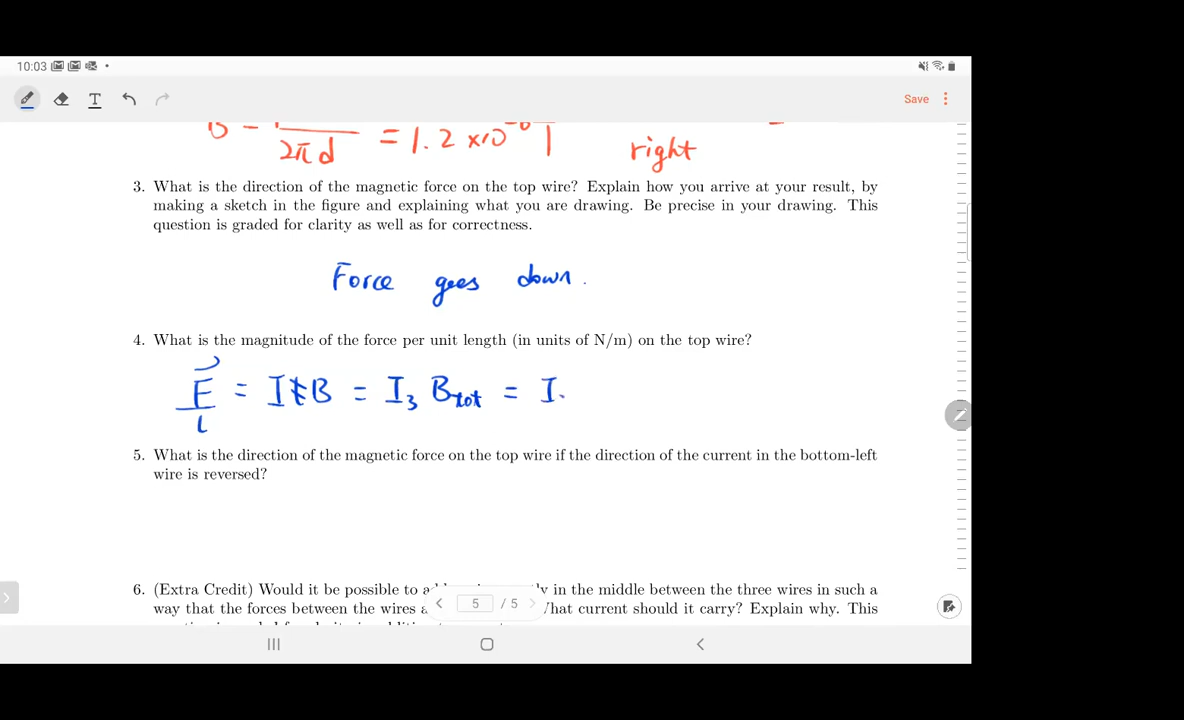 10:03
Save
B = 2πd = 1.2 x10 T right
3. What is the direction of the magnetic force on the top wire? Explain how you arrive at your result, by
making a sketch in the figure and explaining what you are drawing. Be precise in your drawing. This
question is graded for clarity as well as for correctness.
Force goes down.
4. What is the magnitude of the force per unit length (in units of N/m) on the top wire?
F/L = I B = I₃ Btot = I
5. What is the direction of the magnetic force on the top wire if the direction of the current in the bottom-left
wire is reversed?
6. (Extra Credit) Would it be possible to in the middle between the three wires in such a
way that the forces between the wires What current should it carry? Explain why. This
5 / 5